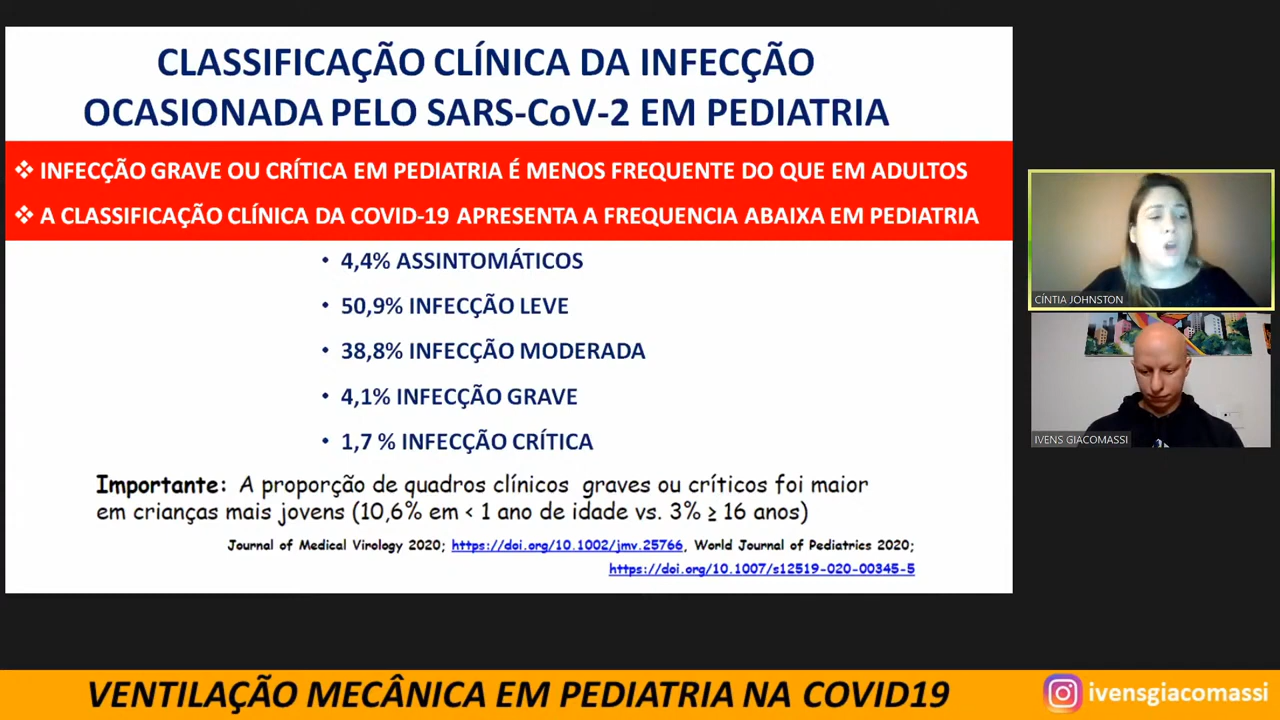 CLASSIFICAÇÃO CLÍNICA DA INFECÇÃO
OCASIONADA PELO SARS-CoV-2 EM PEDIATRIA
❖ INFECÇÃO GRAVE OU CRÍTICA EM PEDIATRIA É MENOS FREQUENTE DO QUE EM ADULTOS
❖ A CLASSIFICAÇÃO CLÍNICA DA COVID-19 APRESENTA A FREQUENCIA ABAIXA EM PEDIATRIA
• 4,4% ASSINTOMÁTICOS
• 50,9% INFECÇÃO LEVE
• 38,8% INFECÇÃO MODERADA
• 4,1% INFECÇÃO GRAVE
• 1,7 % INFECÇÃO CRÍTICA
Importante: A proporção de quadros clínicos graves ou críticos foi maior
em crianças mais jovens (10,6% em < 1 ano de idade vs. 3% ≥ 16 anos)
Journal of Medical Virology 2020; https://doi.org/10.1002/jmv.25766, World Journal of Pediatrics 2020;
https://doi.org/10.1007/s12519-020-00345-5
CÍNTIA JOHNSTON
IVENS GIACOMASSI
VENTILAÇÃO MECÂNICA EM PEDIATRIA NA COVID19
ivensgiacomassi